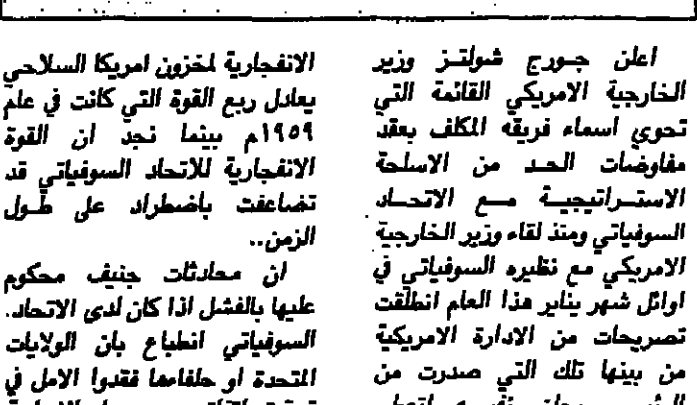 اعلن جورج شولتز وزير
الخارجية الامريكي القائمة التي
تحوي اسماء فريقه المكلف بعقد
مفاوضات الحد من الاسلحة
الاستراتيجية مع الاتحاد
السوفياتي ومنذ لقاء وزير الخارجية
الامريكي مع نظيره السوفياتي في
اوائل شهر يناير هذا العام انطلقت
تصريحات من الادارة الامريكية
من بينها تلك التي صدرت من
الانفجارية لمخزون امريكا السلاحي
يعادل ربع القوة التي كانت في عام
١٩٥٩م بينما نجد ان القوة
الانفجارية للاتحاد السوفياتي قد
تضاعفت باضطراد على طول
الزمن..
ان محادثات جنيف محكوم
عليها بالفشل اذا كان لدى الاتحاد.
السوفياتي انطباع بان الولايات
المتحدة او حلفاءها فقدوا الامل في